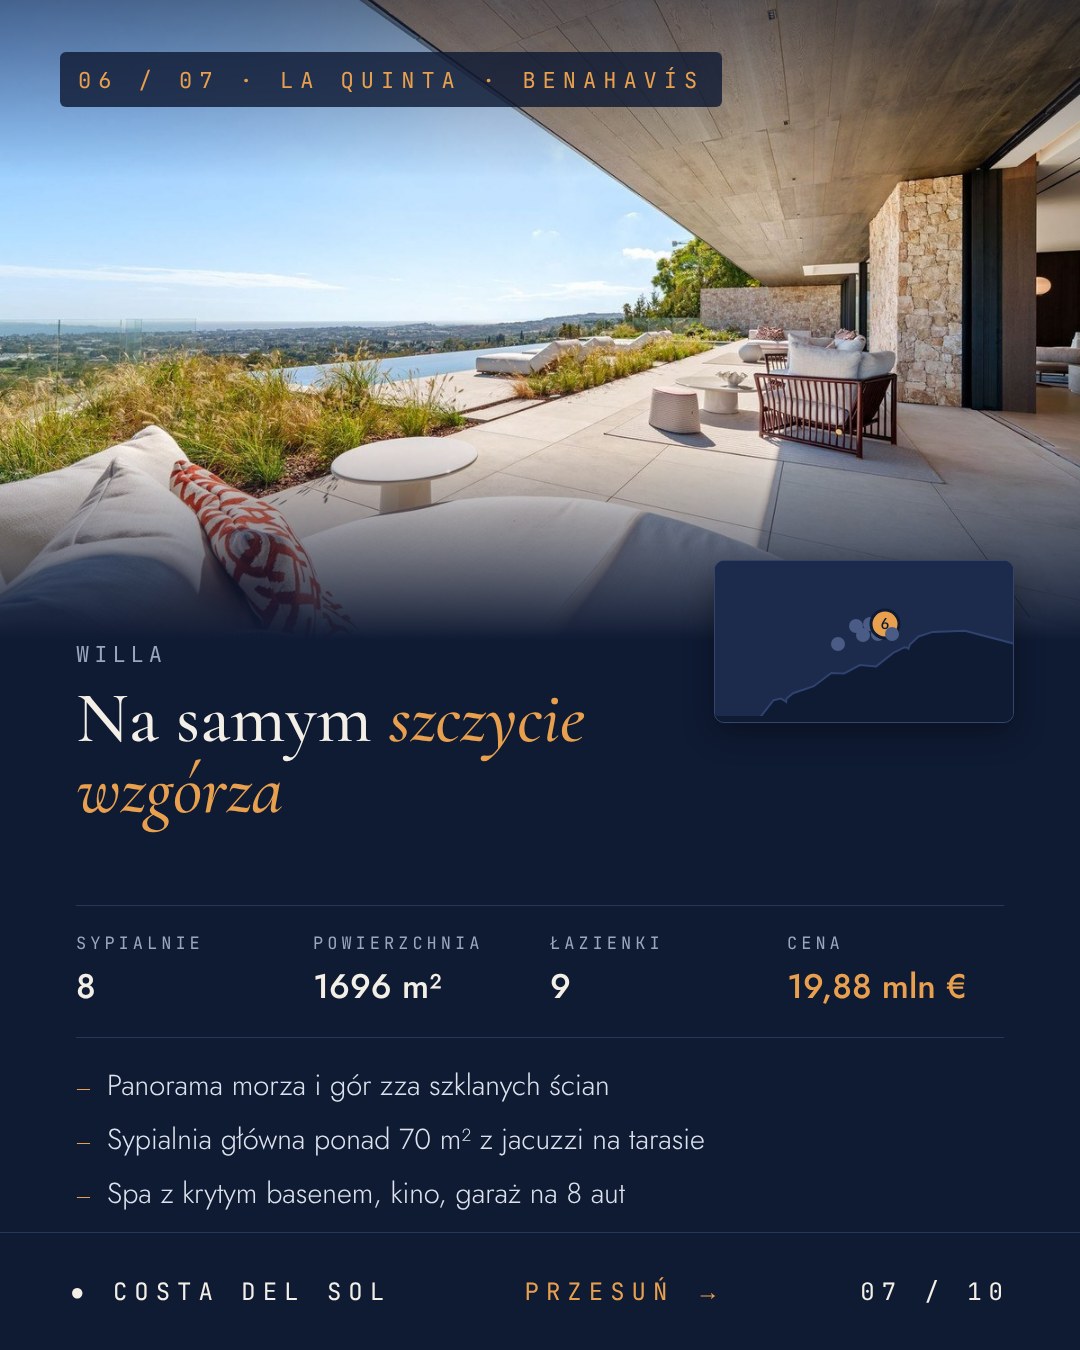 06 / 07 · LA QUINTA · BENAHAVÍS
6
WILLA
Na samym szczycie
wzgórza
SYPIALNIE POWIERZCHNIA ŁAZIENKI CENA
8 1696 m² 9 19,88 mln €
– Panorama morza i gór zza szklanych ścian
– Sypialnia główna ponad 70 m² z jacuzzi na tarasie
– Spa z krytym basenem, kino, garaż na 8 aut
• COSTA DEL SOL PRZESUŃ → 07 / 10